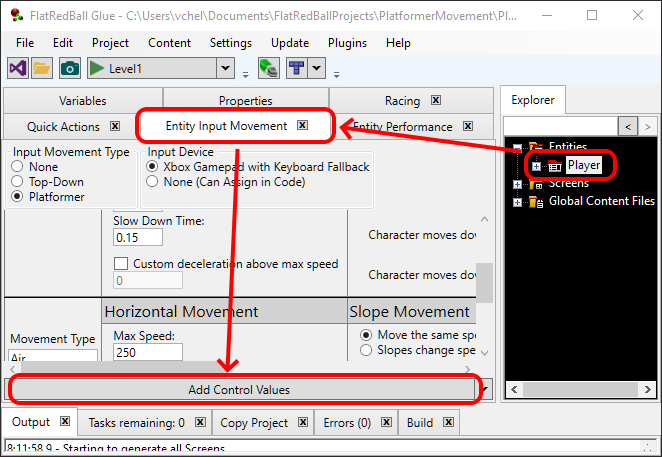 FlatRedBall Glue - C:\Users\vchel\Documents\FlatRedBallProjects\PlatformerMovement\Pl...
File Project Content Settings Update Plugins Help
Level1
Variables Properties Racing
Quick Actions Entity Input Movement Entity Performance
Explorer
Input Movement Type
None
Top-Down
Platformer
Input Device
Xbox Gamepad with Keyboard Fallback
None (Can Assign in Code)
Entities
Player
Screens
Global Content Files
Slow Down Time:
0.15
Custom deceleration above max speed
0
Character moves dow
Character moves dow
Horizontal Movement Slope Movement
Movement Type
Air
Max Speed:
250
Move the same spe
Slopes change spe
Add Control Values
Output Tasks remaining: 0 Copy Project Errors (0) Build
8:11:58.9 - Starting to generate all Screens